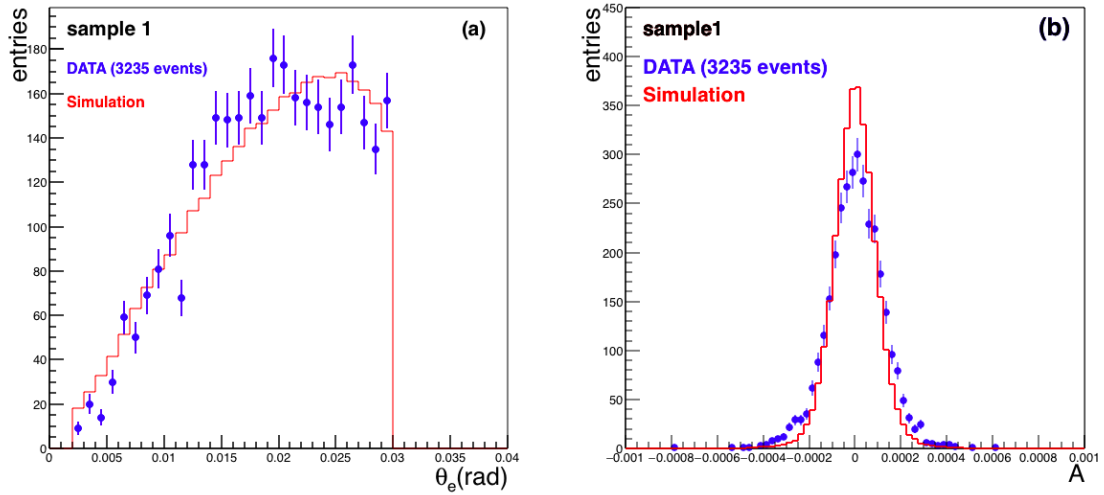 entries
sample 1
(a)
DATA (3235 events)
Simulation
180
160
140
120
100
80
60
40
20
0
0 0.005 0.01 0.015 0.02 0.025 0.03 0.035 0.04
θe(rad)
entries
sample1
(b)
DATA (3235 events)
Simulation
450
400
350
300
250
200
150
100
50
0
−0.001 −0.0008 −0.0006 −0.0004 −0.0002 0 0.0002 0.0004 0.0006 0.0008 0.001
A